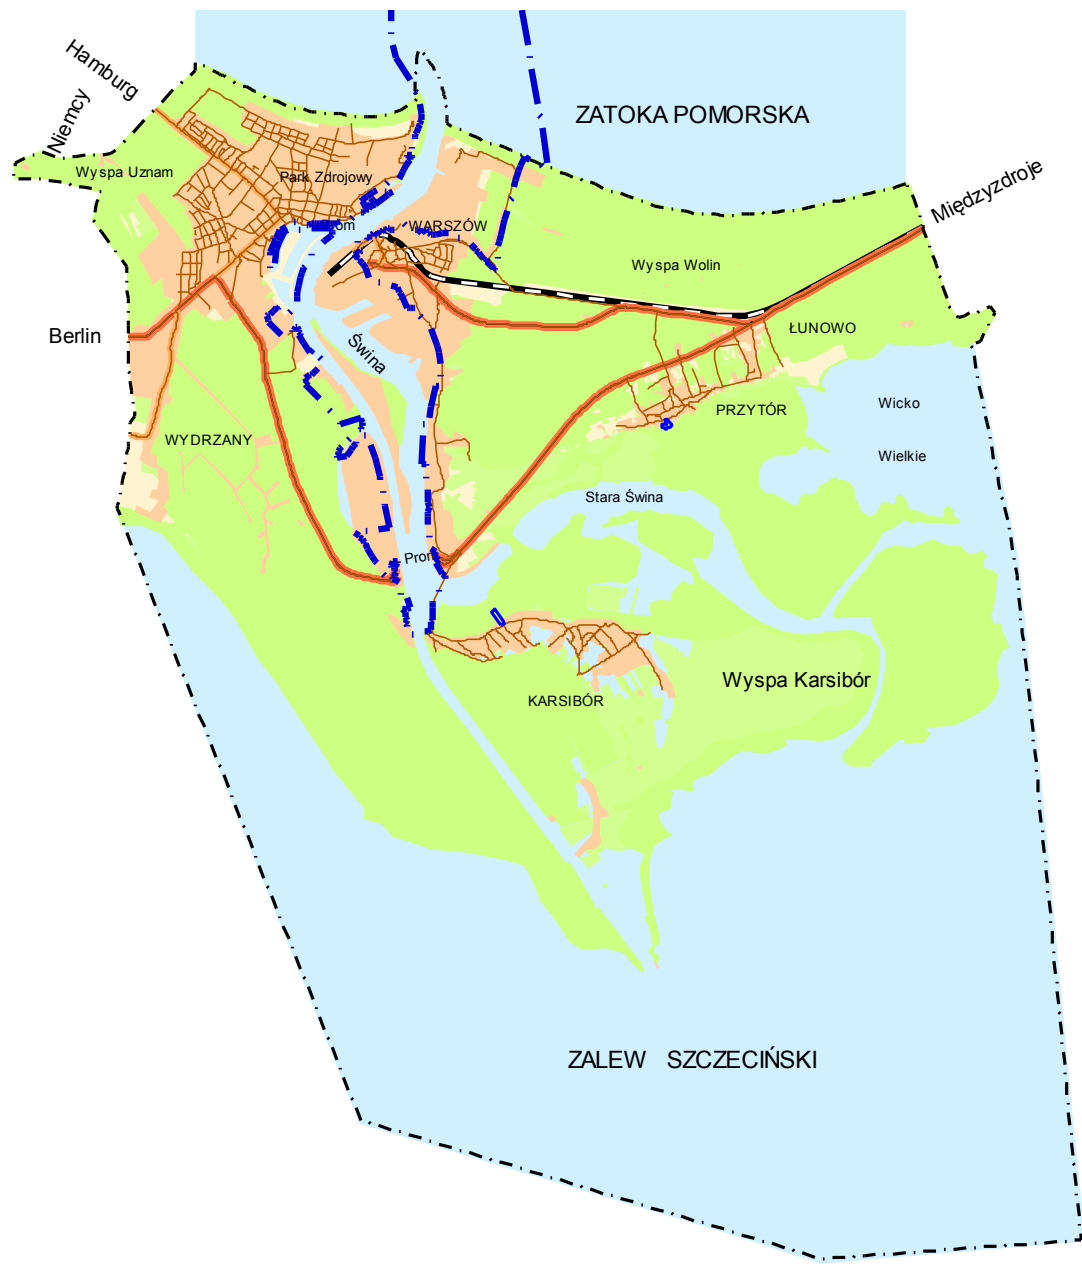 Hamburg
Niemcy
ZATOKA POMORSKA
Wyspa Uznam
Park Zdrojowy
Międzyzdroje
WARSZÓW
Wyspa Wolin
Berlin
Świna
ŁUNOWO
Wicko
PRZYTÓR
WYDRZANY
Wielkie
Stara Świna
Prom
Wyspa Karsibór
KARSIBÓR
ZALEW SZCZECIŃSKI